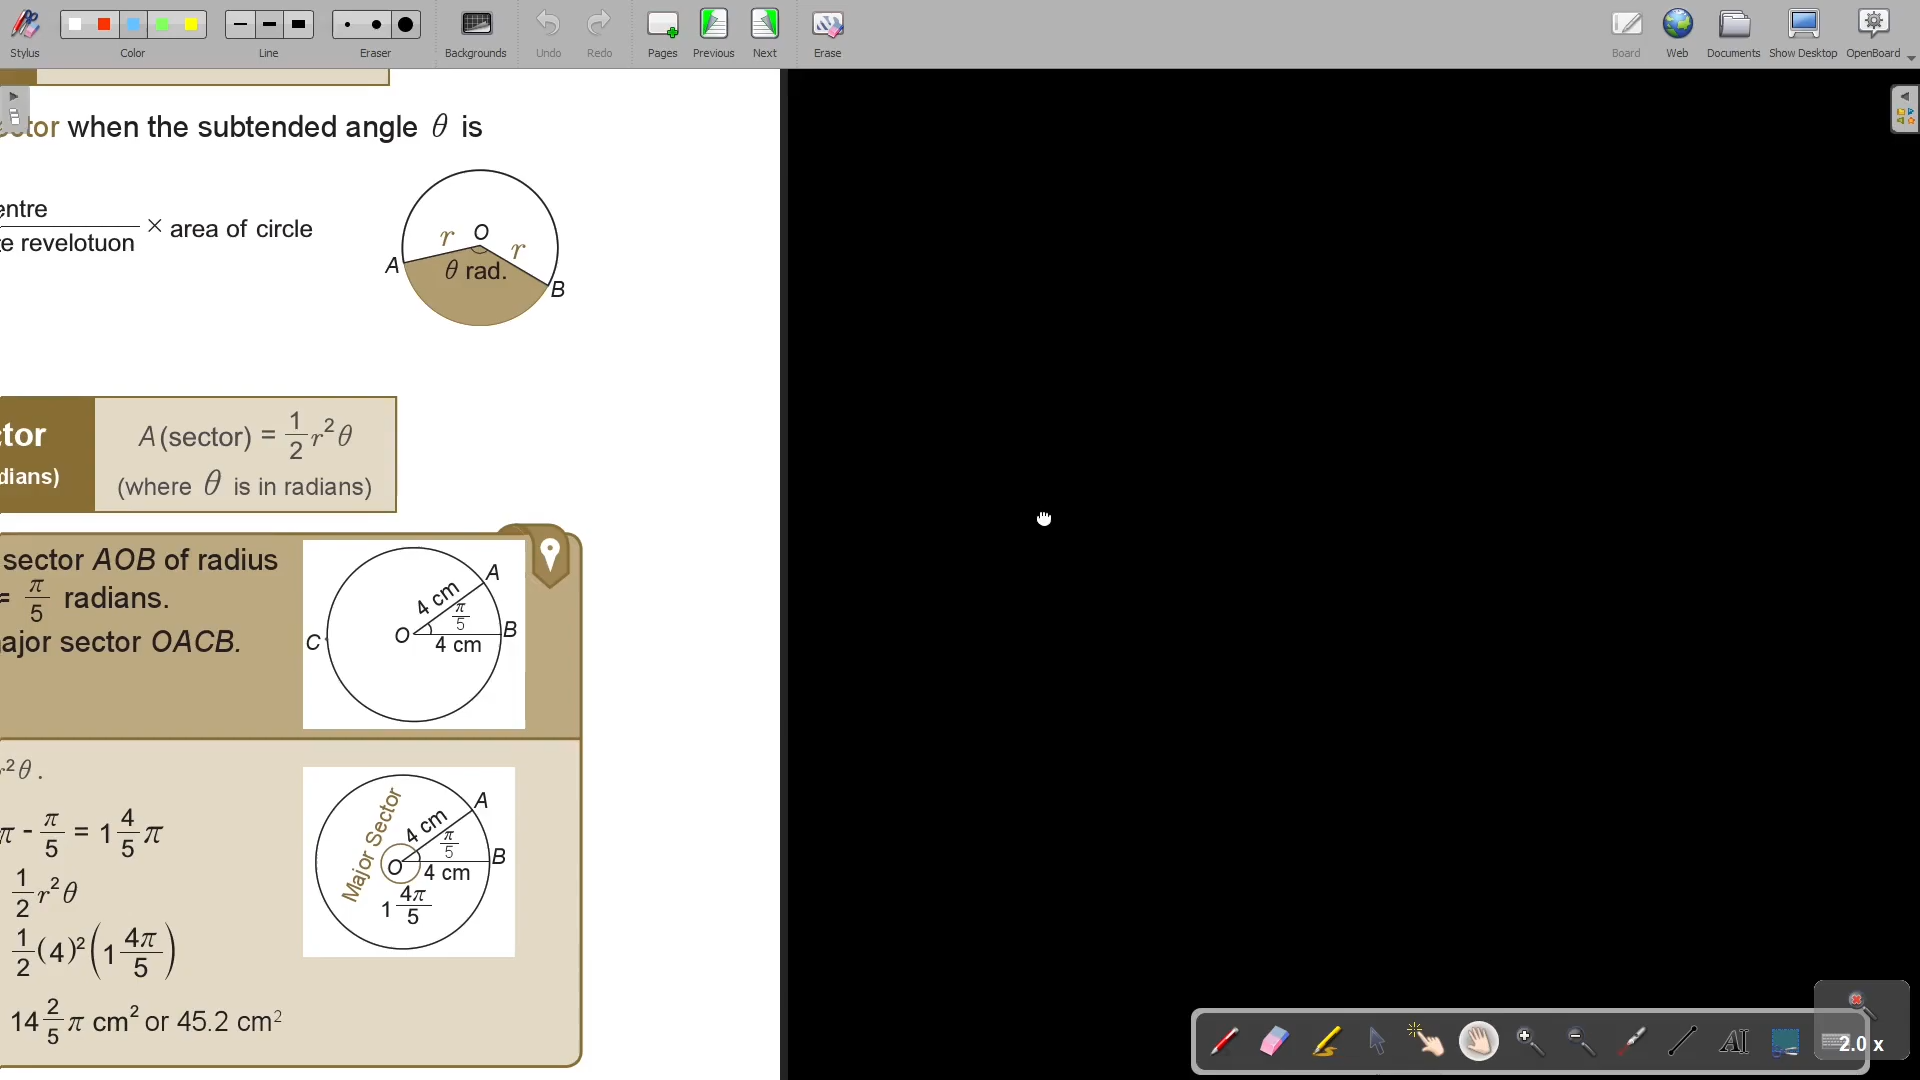 Stylus
Color
Line
Eraser
Backgrounds
Undo
Redo
Pages
Previous
Next
Erase
Board
Web
Documents
Show Desktop
OpenBoard
tor when the subtended angle θ is
entre
e revelotuon × area of circle
O
r r
A θ rad.
B
tor
dians)
A (sector) = 1/2 r²θ
(where θ is in radians)
sector AOB of radius
= π/5 radians.
ajor sector OACB.
A
4 cm
π/5
O B
C 4 cm
r²θ .
π - π/5 = 1 4/5 π
1/2 r²θ
1/2 (4)² (1 4π/5)
14 2/5 π cm² or 45.2 cm²
Major Sector
A
4 cm
π/5
O B
4 cm
1 4π/5
AI
2.0 x